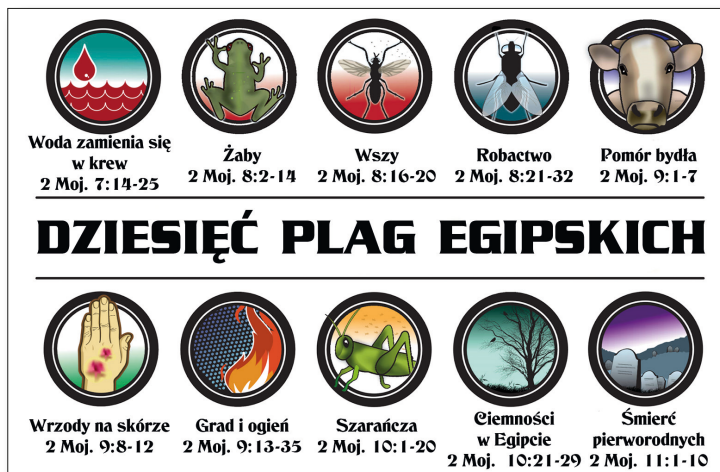 Woda zamienia się
w krew
2 Moj. 7:14-25
Żaby
2 Moj. 8:2-14
Wszy
2 Moj. 8:16-20
Robactwo
2 Moj. 8:21-32
Pomór bydła
2 Moj. 9:1-7
DZIESIĘĆ PLAG EGIPSKICH
Wrzody na skórze
2 Moj. 9:8-12
Grad i ogień
2 Moj. 9:13-35
Szarańcza
2 Moj. 10:1-20
Ciemności
w Egipcie
2 Moj. 10:21-29
Śmierć
pierworodnych
2 Moj. 11:1-10